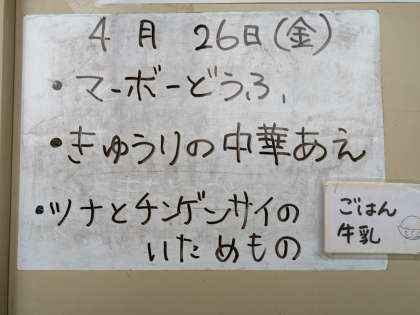 4月 26日(金)
・マーボーどうふ
・きゅうりの中華あえ
・ツナとチンゲンサイの
いためもの
ごはん
牛乳